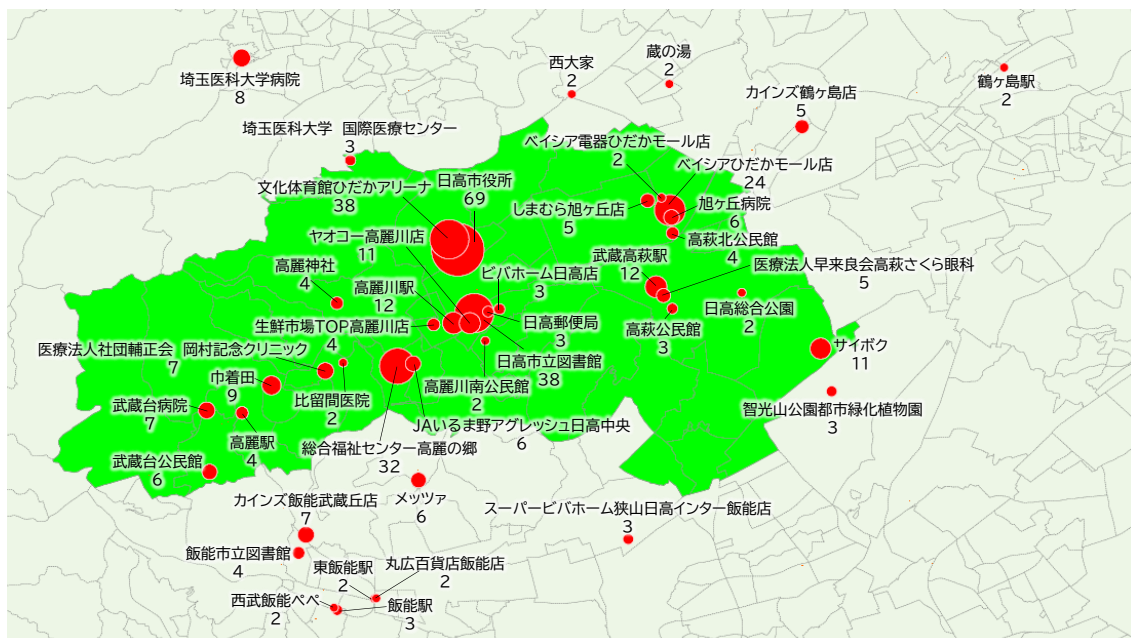 埼玉医科大学病院
8
西大家
2
蔵の湯
2
カインズ鶴ヶ島店
5
鶴ヶ島駅
2
埼玉医科大学 国際医療センター
3
ベイシア電器ひだかモール店
2
ベイシアひだかモール店
24
文化体育館ひだかアリーナ
38
日高市役所
69
しまむら旭ヶ丘店
5
旭ヶ丘病院
6
高萩北公民館
4
ヤオコー高麗川店
11
高麗神社
4
高麗川駅
12
ビバホーム日高店
3
武蔵高萩駅
12
医療法人早来良会高萩さくら眼科
5
日高総合公園
2
生鮮市場TOP高麗川店
4
日高郵便局
3
高萩公民館
3
医療法人社団輔正会 岡村記念クリニック
7
日高市立図書館
38
サイボク
11
巾着田
9
比留間医院
2
高麗川南公民館
2
武蔵台病院
7
高麗駅
4
JAいるま野アグレッシュ日高中央
6
智光山公園都市緑化植物園
3
総合福祉センター高麗の郷
32
武蔵台公民館
6
カインズ飯能武蔵丘店
7
メッツァ
6
スーパービバホーム狭山日高インター飯能店
3
飯能市立図書館
4
東飯能駅
2
丸広百貨店飯能店
2
西武飯能ペペ
2
飯能駅
3